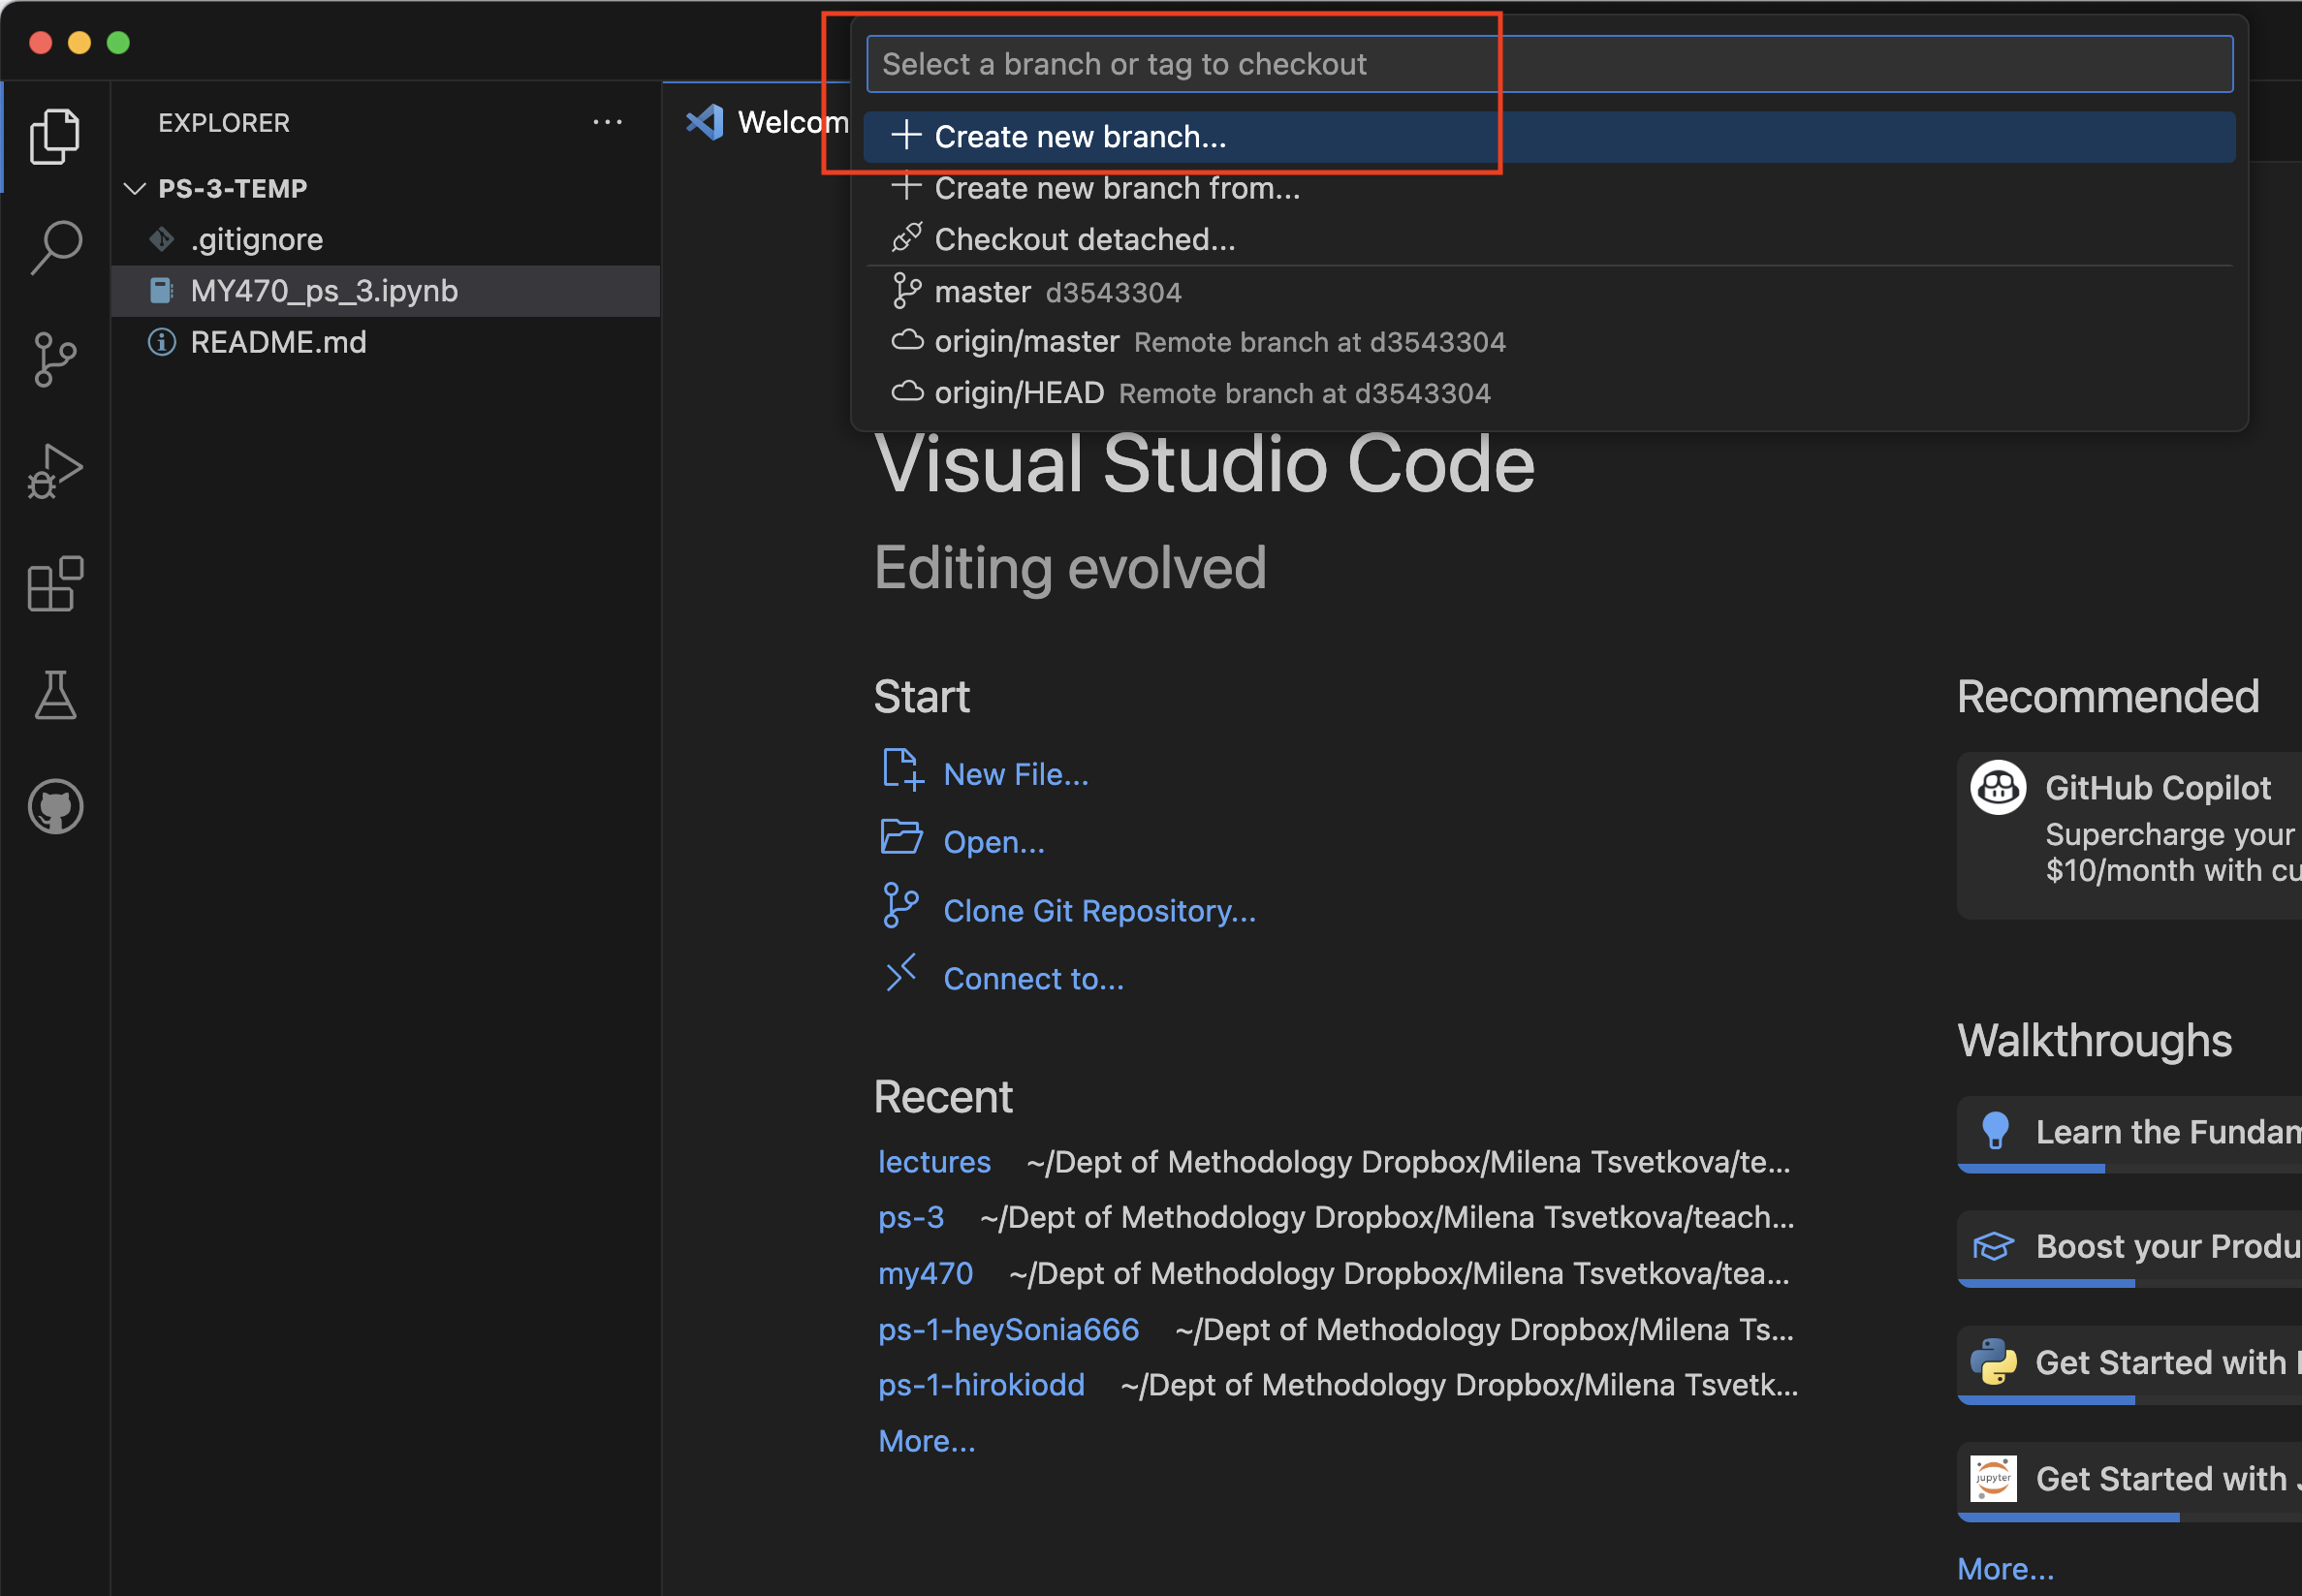 Select a branch or tag to checkout
Create new branch...
Create new branch from...
Checkout detached...
master d3543304
origin/master Remote branch at d3543304
origin/HEAD Remote branch at d3543304
EXPLORER
PS-3-TEMP
.gitignore
MY470_ps_3.ipynb
README.md
Welcom
Visual Studio Code
Editing evolved
Start
New File...
Open...
Clone Git Repository...
Connect to...
Recent
lectures ~/Dept of Methodology Dropbox/Milena Tsvetkova/te...
ps-3 ~/Dept of Methodology Dropbox/Milena Tsvetkova/teach...
my470 ~/Dept of Methodology Dropbox/Milena Tsvetkova/tea...
ps-1-heySonia666 ~/Dept of Methodology Dropbox/Milena Ts...
ps-1-hirokiodd ~/Dept of Methodology Dropbox/Milena Tsvetk...
More...
Recommended
GitHub Copilot
Supercharge your
$10/month with cu
Walkthroughs
Learn the Fundam
Boost your Produ
Get Started with
jupyter
Get Started with
More...